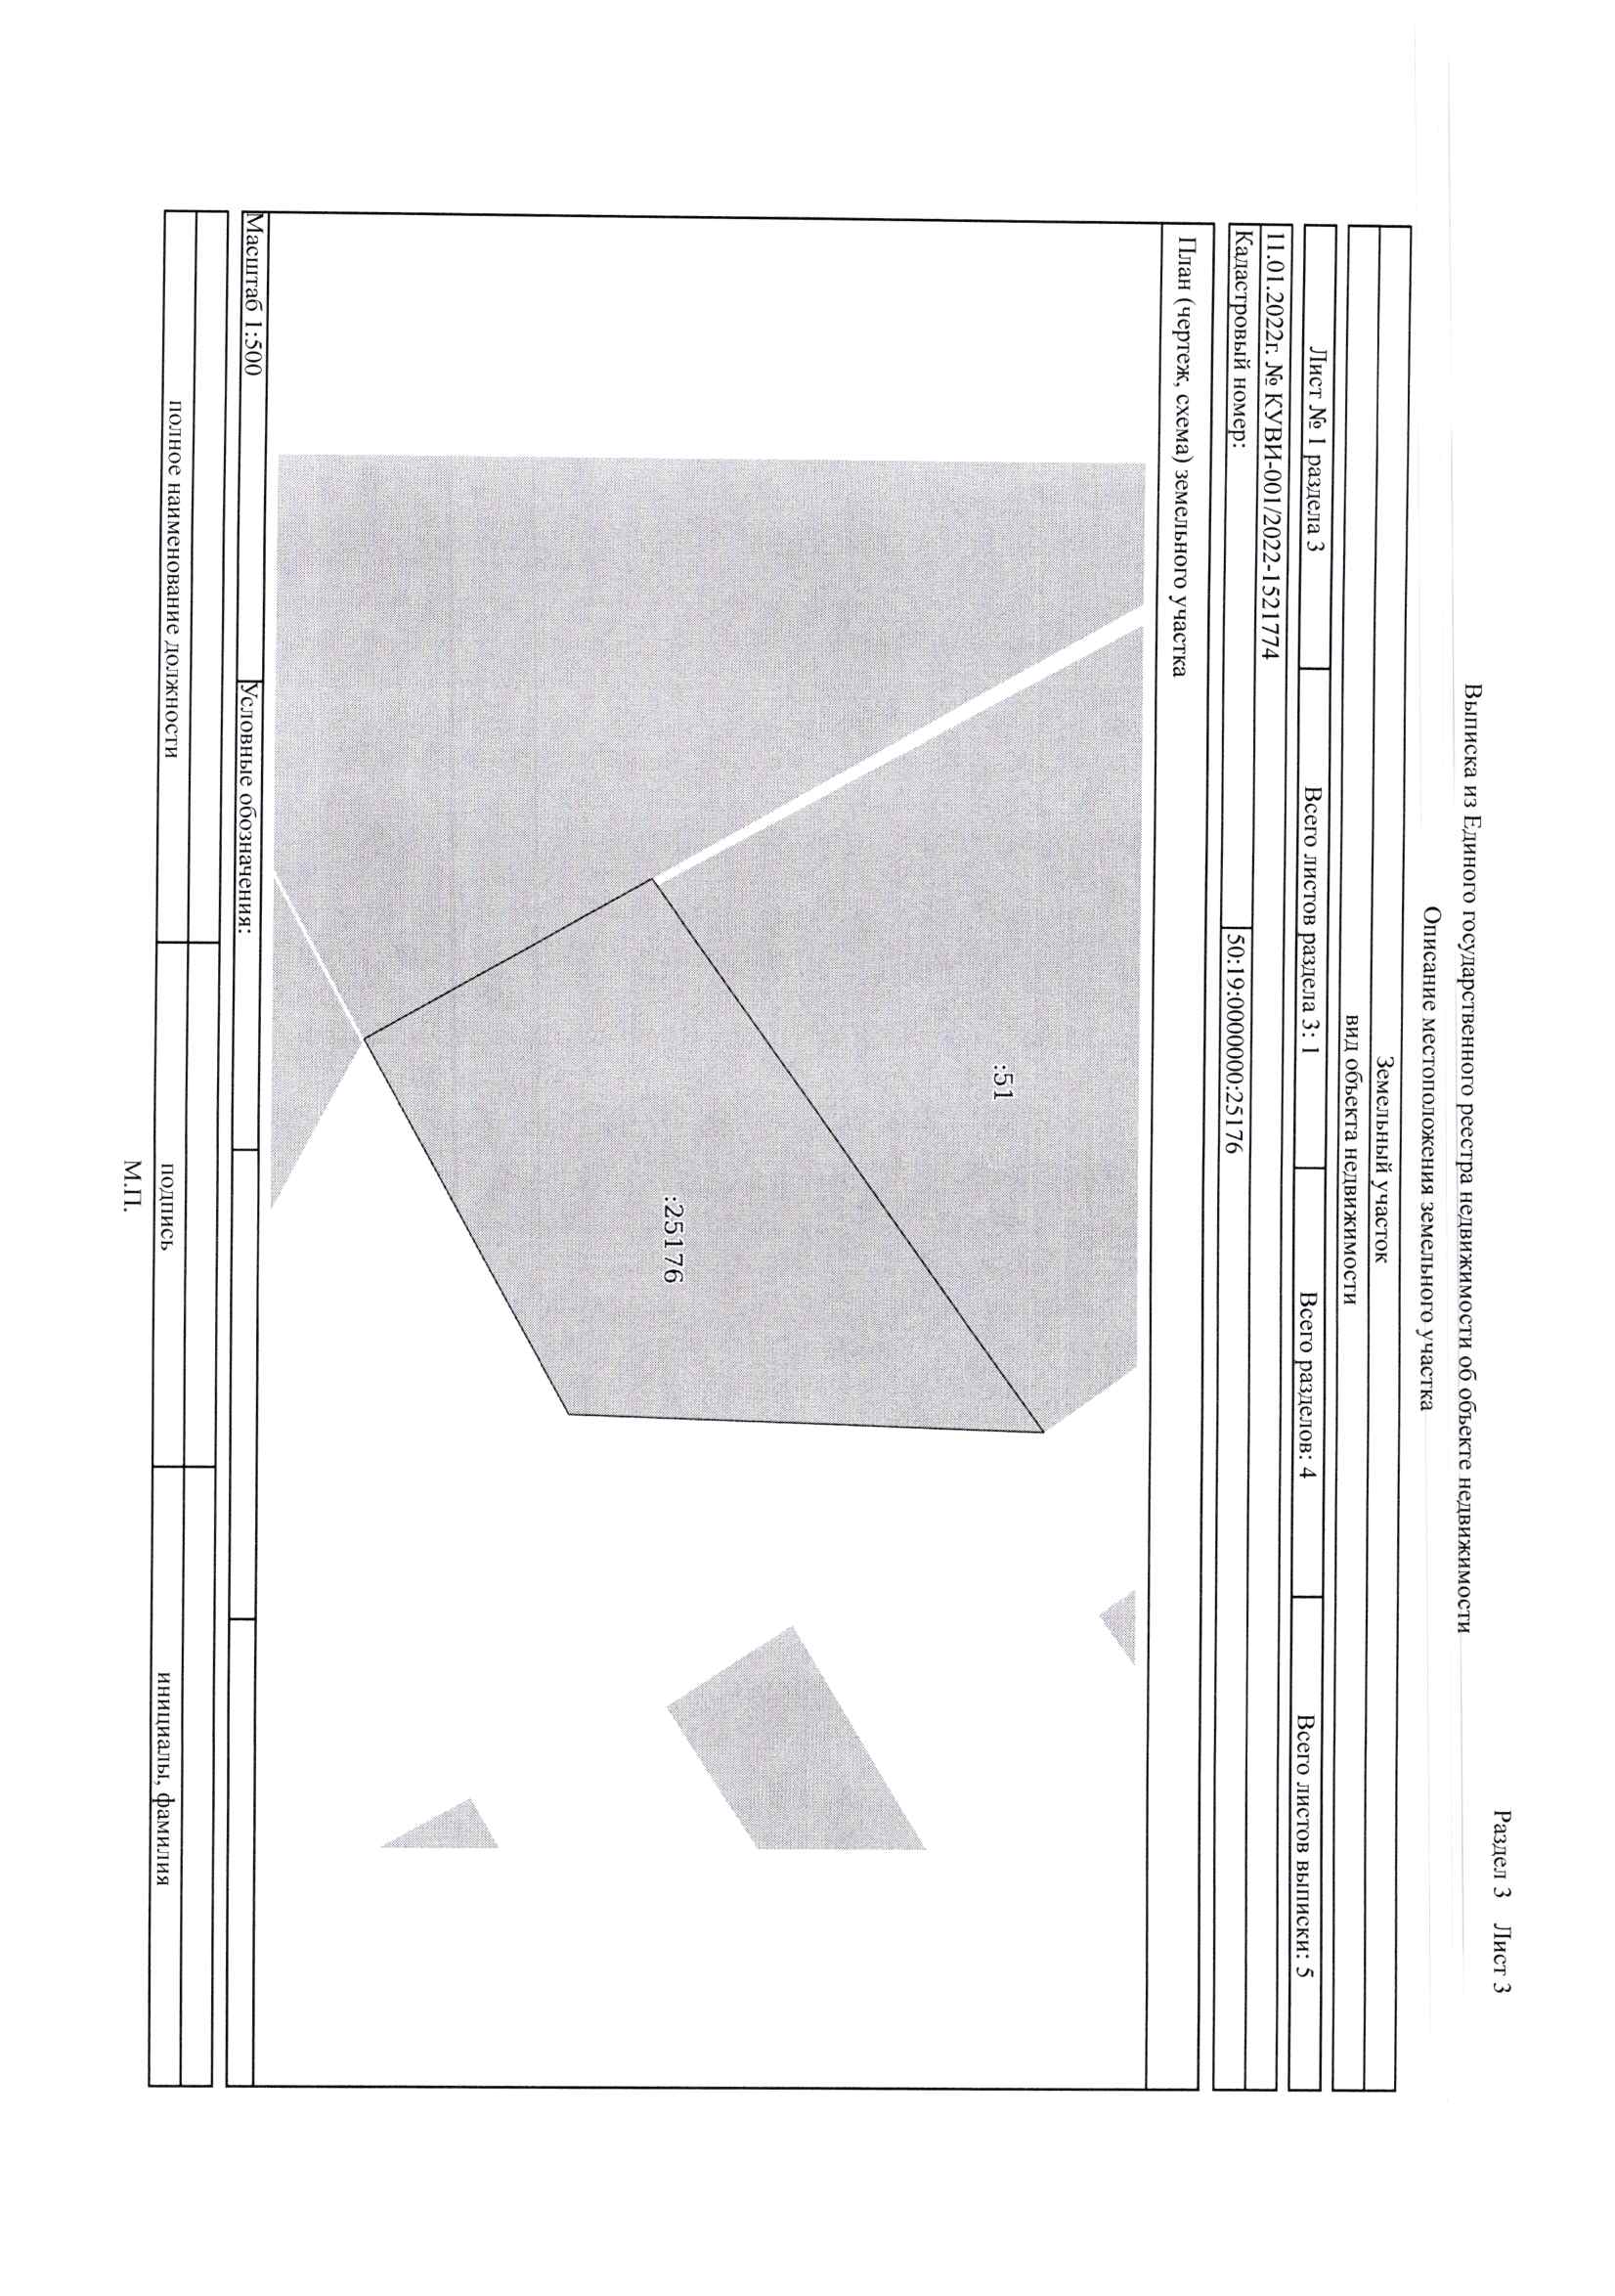 Раздел 3 Лист 3
Выписка из Единого государственного реестра недвижимости об объекте недвижимости
Описание местоположения земельного участка
Земельный участок
вид объекта недвижимости
Лист № 1 раздела 3 Всего листов раздела 3: 1 Всего разделов: 4 Всего листов выписки: 5
11.01.2022г. № КУВИ-001/2022-1521774
Кадастровый номер: 50:19:0000000:25176
План (чертеж, схема) земельного участка
:51
:25176
Масштаб 1:500 Условные обозначения:
полное наименование должности подпись инициалы, фамилия
М.П.